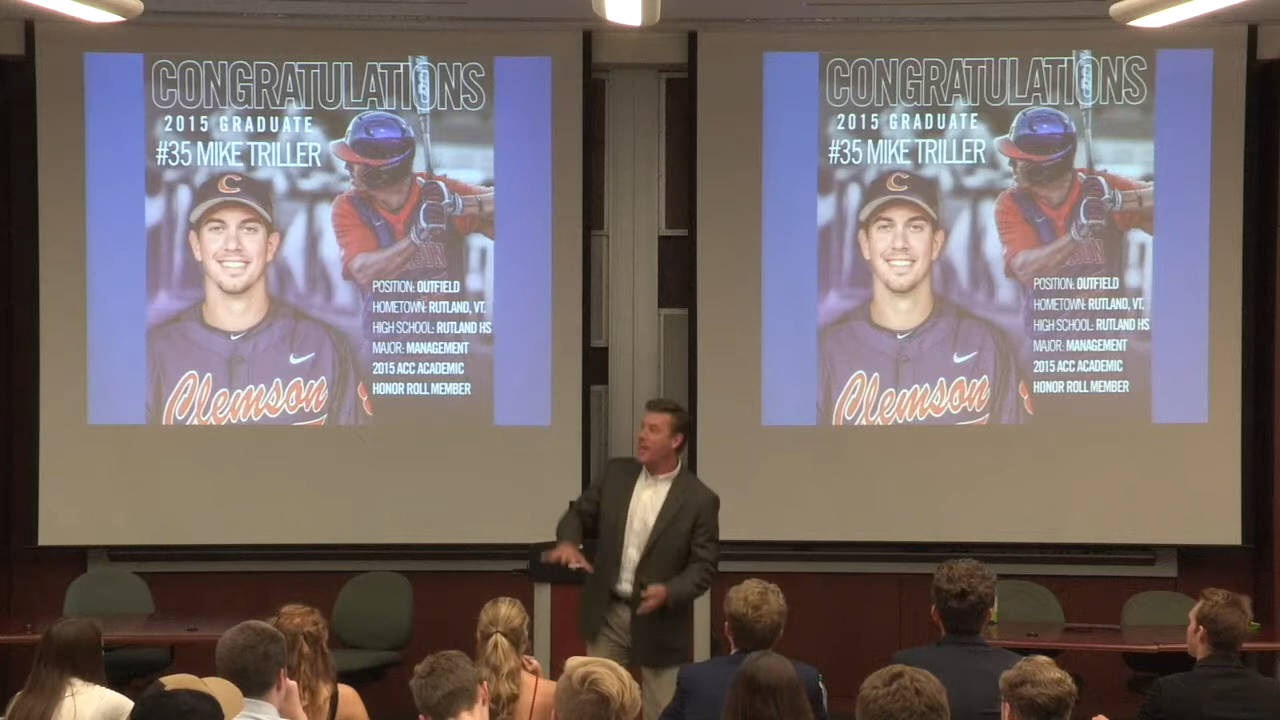 CONGRATULATIONS
2015 GRADUATE
#35 MIKE TRILLER
C
POSITION: OUTFIELD
HOMETOWN: RUTLAND, VT.
HIGH SCHOOL: RUTLAND HS
MAJOR: MANAGEMENT
2015 ACC ACADEMIC
HONOR ROLL MEMBER
Clemson
CONGRATULATIONS
2015 GRADUATE
#35 MIKE TRILLER
C
POSITION: OUTFIELD
HOMETOWN: RUTLAND, VT.
HIGH SCHOOL: RUTLAND HS
MAJOR: MANAGEMENT
2015 ACC ACADEMIC
HONOR ROLL MEMBER
Clemson